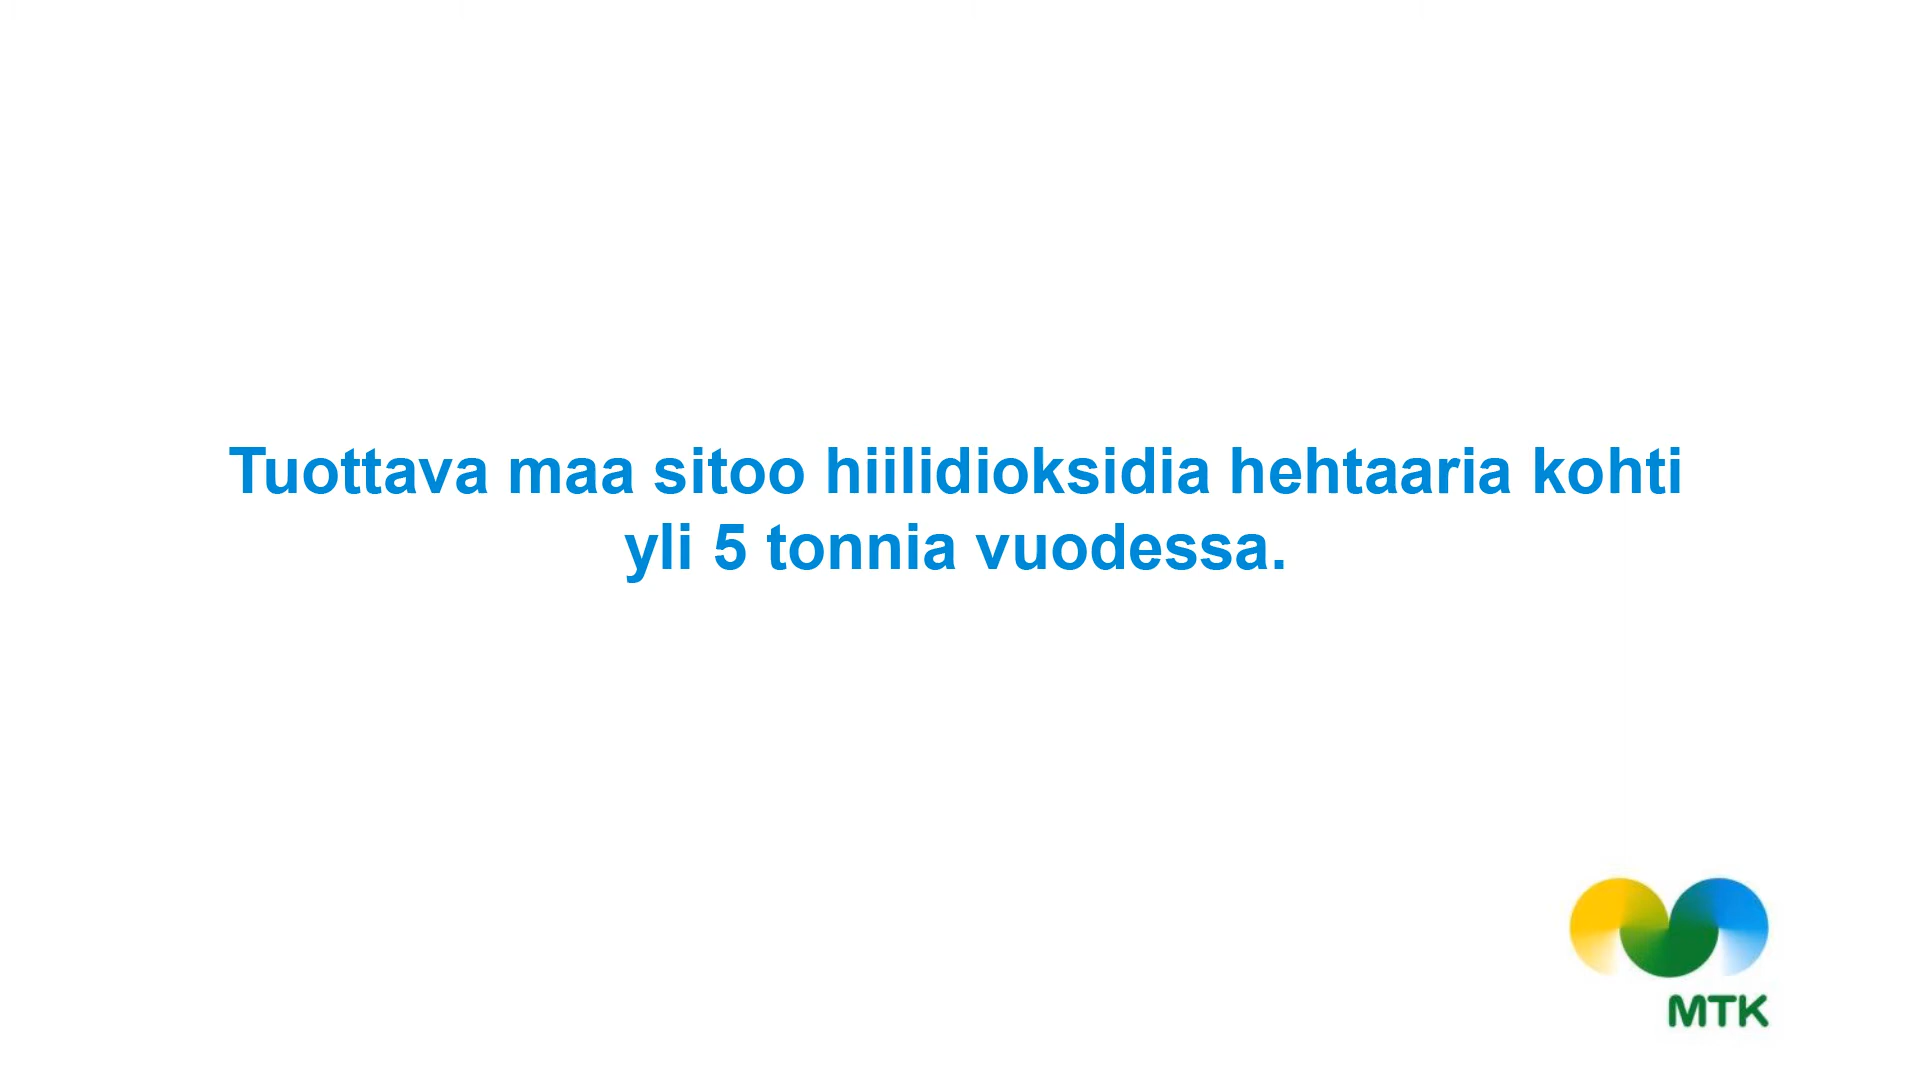 Tuottava maa sitoo hiilidioksidia hehtaaria kohti
yli 5 tonnia vuodessa.
MTK